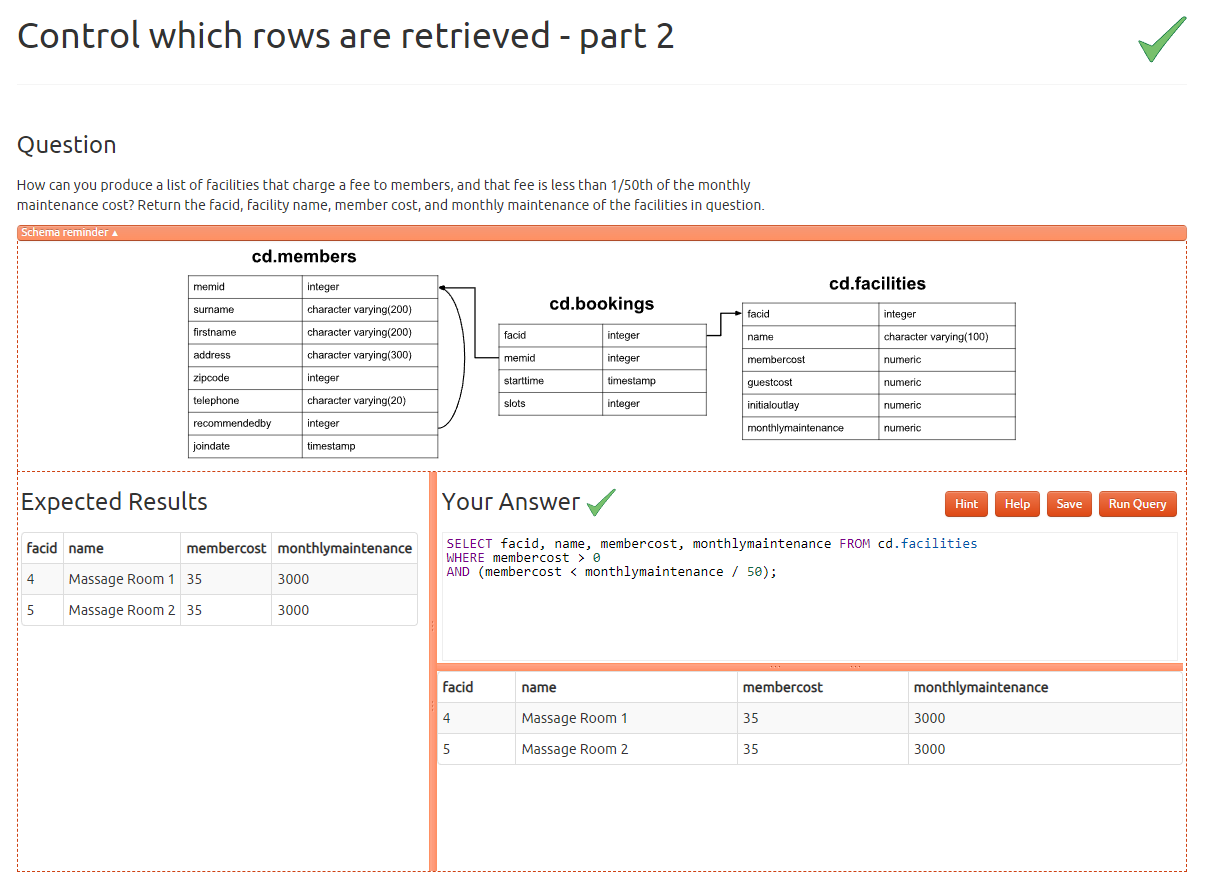 Control which rows are retrieved - part 2
Question
How can you produce a list of facilities that charge a fee to members, and that fee is less than 1/50th of the monthly
maintenance cost? Return the facid, facility name, member cost, and monthly maintenance of the facilities in question.
Schema reminder ▲
cd.members
memid integer
surname character varying(200)
firstname character varying(200)
address character varying(300)
zipcode integer
telephone character varying(20)
recommendedby integer
joindate timestamp
cd.bookings
facid integer
memid integer
starttime timestamp
slots integer
cd.facilities
facid integer
name character varying(100)
membercost numeric
guestcost numeric
initialoutlay numeric
monthlymaintenance numeric
Expected Results
facid name membercost monthlymaintenance
4 Massage Room 1 35 3000
5 Massage Room 2 35 3000
Your Answer
Hint Help Save Run Query
SELECT facid, name, membercost, monthlymaintenance FROM cd.facilities
WHERE membercost > 0
AND (membercost < monthlymaintenance / 50);
facid name membercost monthlymaintenance
4 Massage Room 1 35 3000
5 Massage Room 2 35 3000